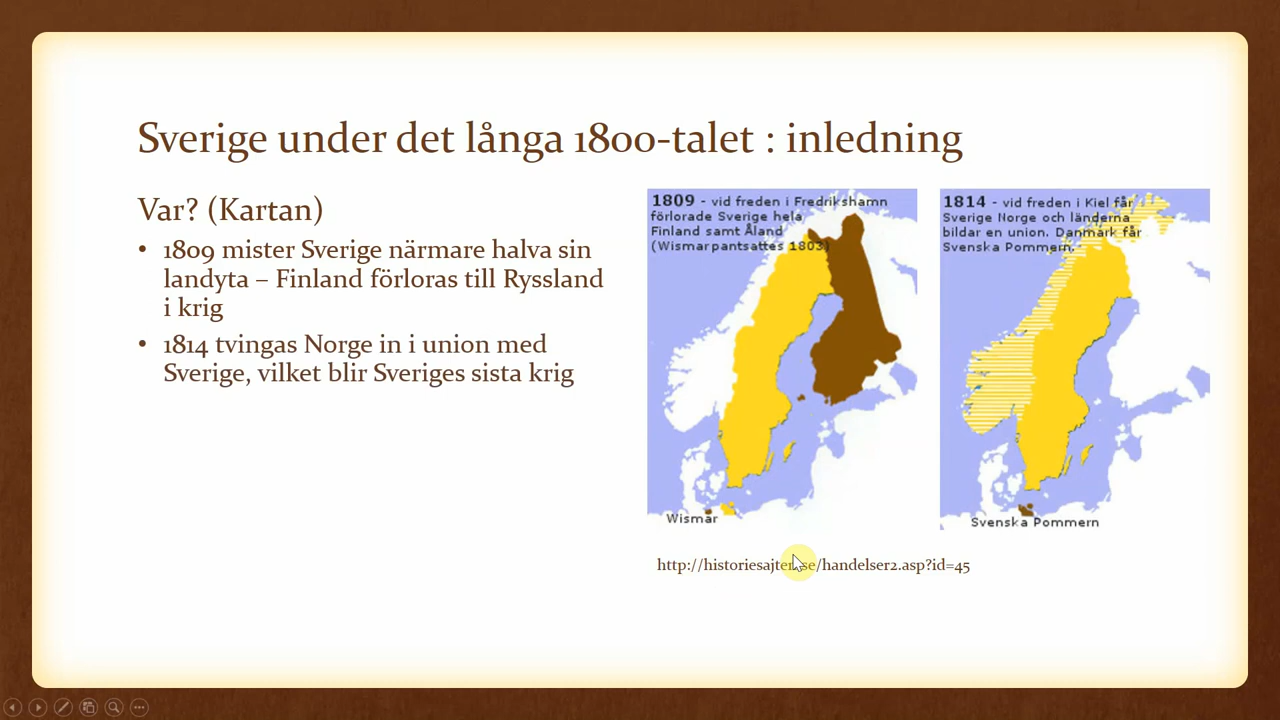 Sverige under det långa 1800-talet : inledning
Var? (Kartan)
• 1809 mister Sverige närmare halva sin
landyta – Finland förloras till Ryssland
i krig
• 1814 tvingas Norge in i union med
Sverige, vilket blir Sveriges sista krig
1809 - vid freden i Fredrikshamn
förlorade Sverige hela
Finland samt Åland
(Wismar pantsattes 1803)
Wismar
1814 - vid freden i Kiel får
Sverige Norge och länderna
bildar en union. Danmark får
Svenska Pommern.
Svenska Pommern
http://historiesajten.se/handelser2.asp?id=45